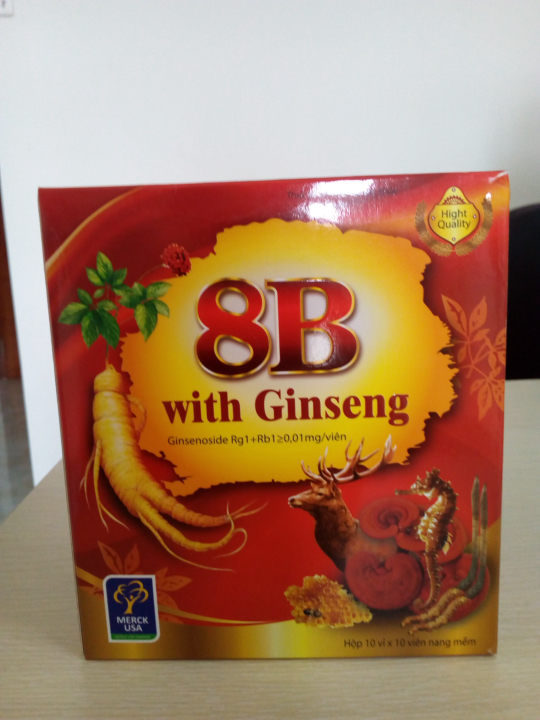 Hight
Quality
8B
with Ginseng
Ginsenoside Rg1+Rb1≥0,01mg/viên
MERCK
USA
Hộp 10 vỉ x 10 viên nang mềm